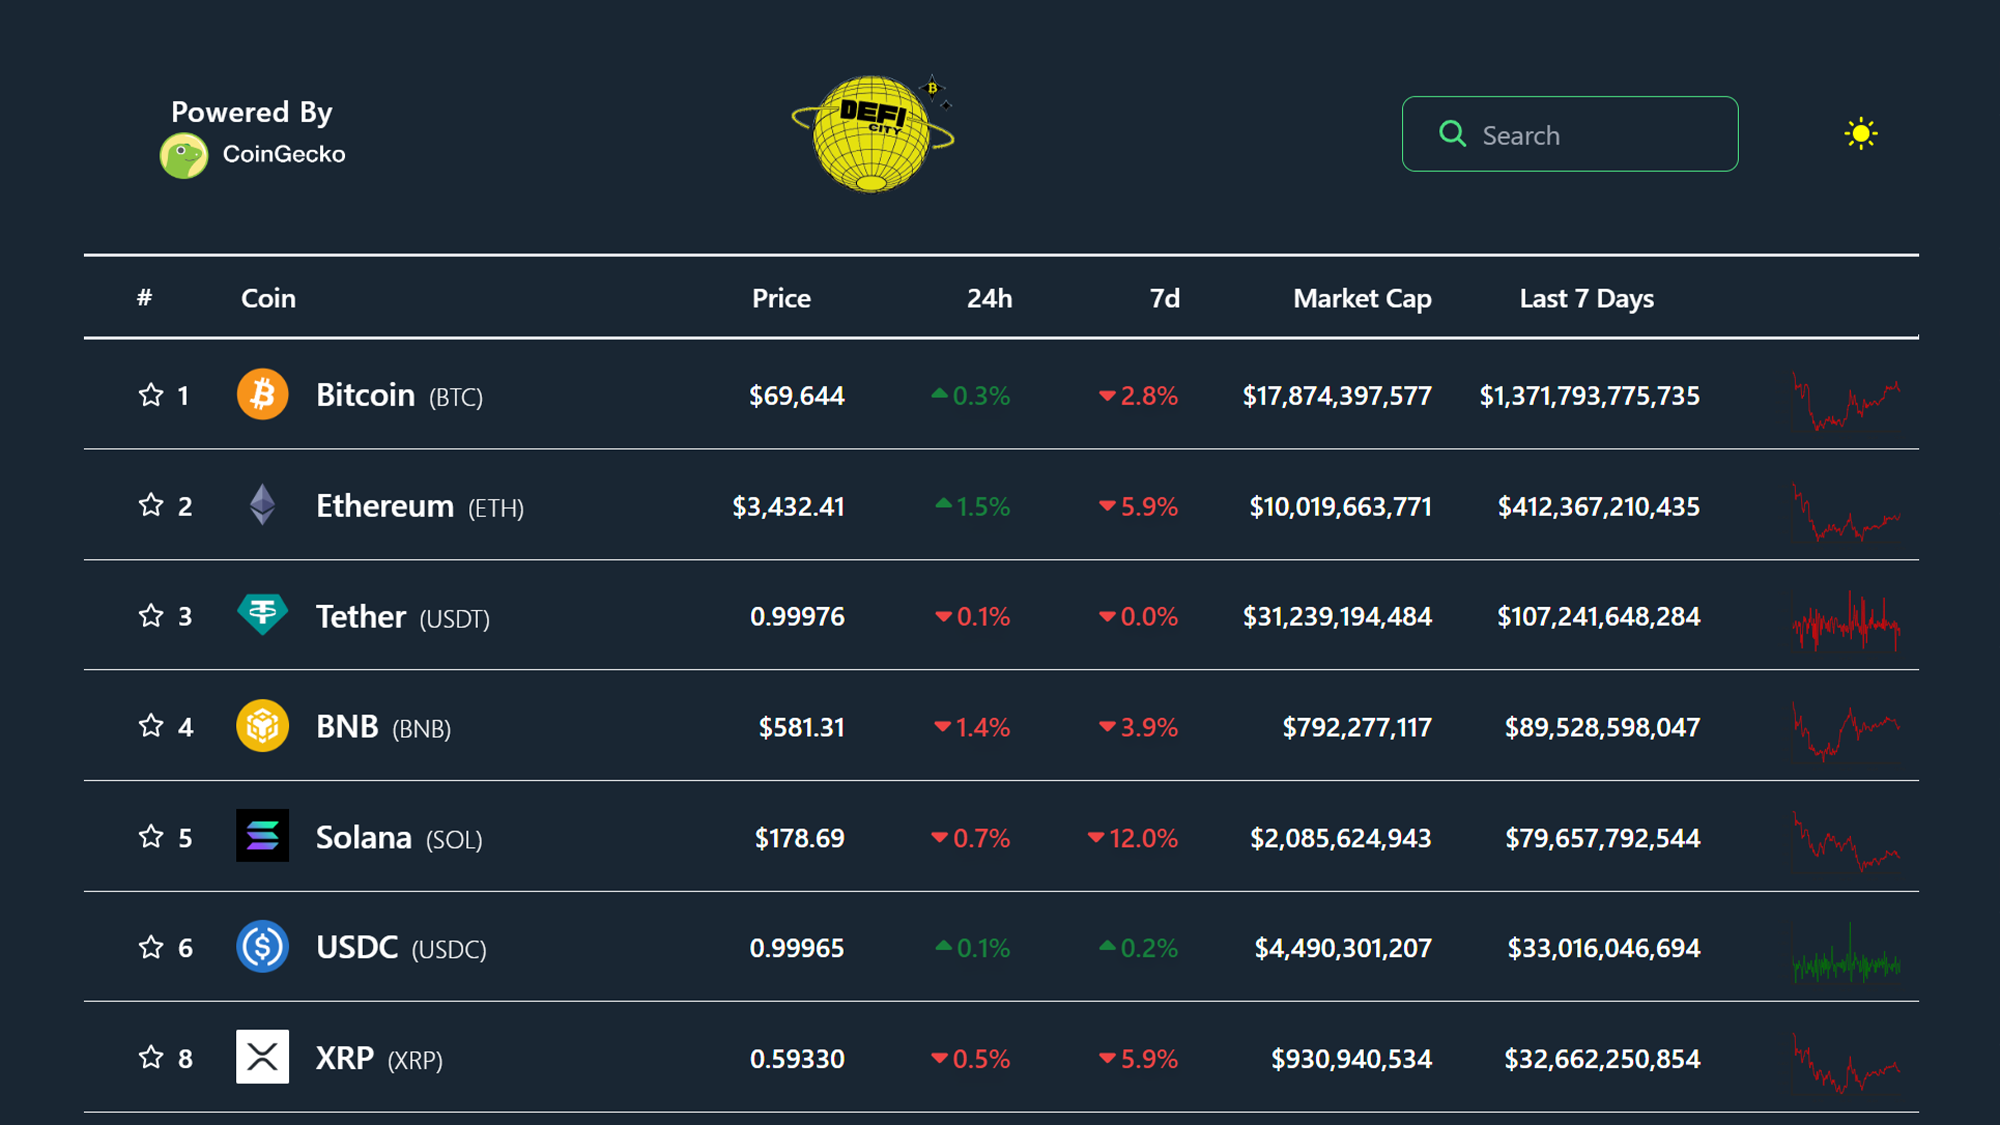 Powered By
CoinGecko
DEFI
CITY
Search
# Coin Price 24h 7d Market Cap Last 7 Days
1 Bitcoin (BTC) $69,644 0.3% 2.8% $17,874,397,577 $1,371,793,775,735
2 Ethereum (ETH) $3,432.41 1.5% 5.9% $10,019,663,771 $412,367,210,435
3 Tether (USDT) 0.99976 0.1% 0.0% $31,239,194,484 $107,241,648,284
4 BNB (BNB) $581.31 1.4% 3.9% $792,277,117 $89,528,598,047
5 Solana (SOL) $178.69 0.7% 12.0% $2,085,624,943 $79,657,792,544
6 USDC (USDC) 0.99965 0.1% 0.2% $4,490,301,207 $33,016,046,694
8 XRP (XRP) 0.59330 0.5% 5.9% $930,940,534 $32,662,250,854